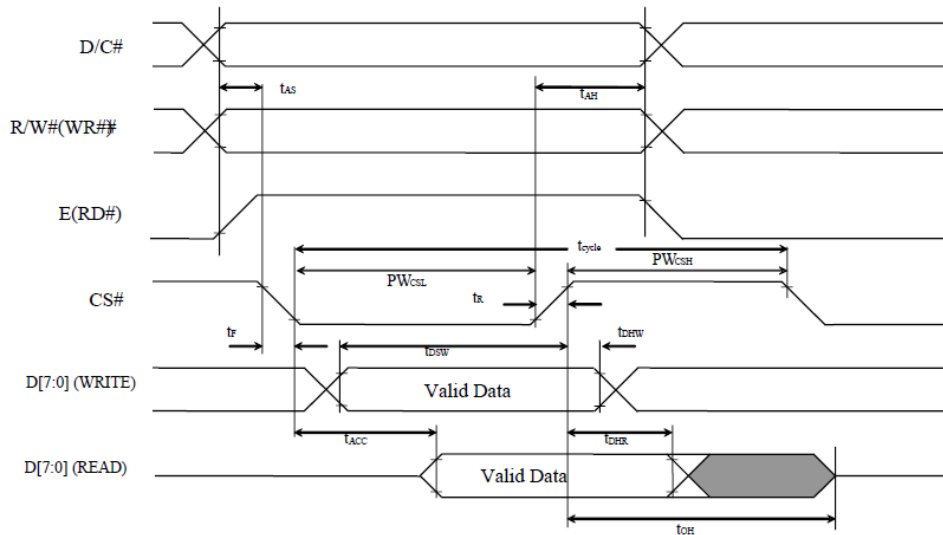 D/C#
tAS
tAH
R/W#(WR#)#
E(RD#)
tcycle
PWCSL
PWCSH
CS#
tR
tF
tDSW
tDHW
D[7:0] (WRITE)
Valid Data
tACC
tDHR
D[7:0] (READ)
Valid Data
tOH